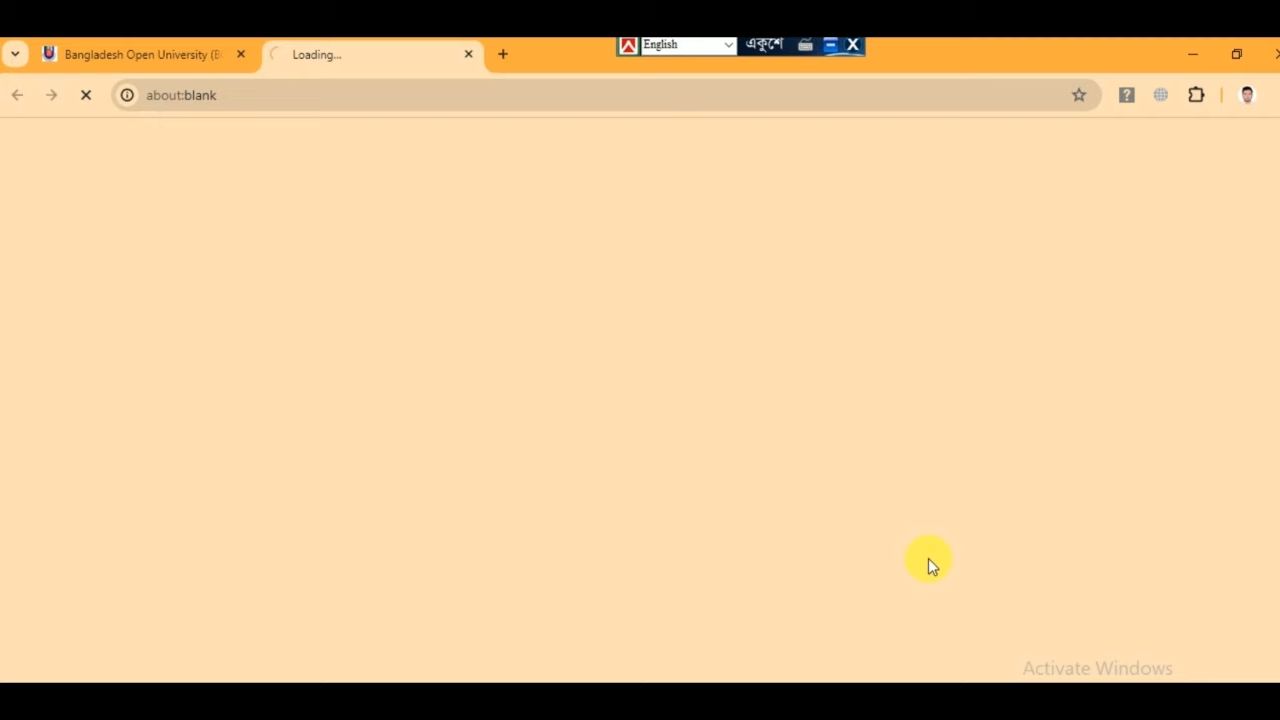 Bangladesh Open University (B
Loading...
English
একুশে
about:blank
Activate Windows